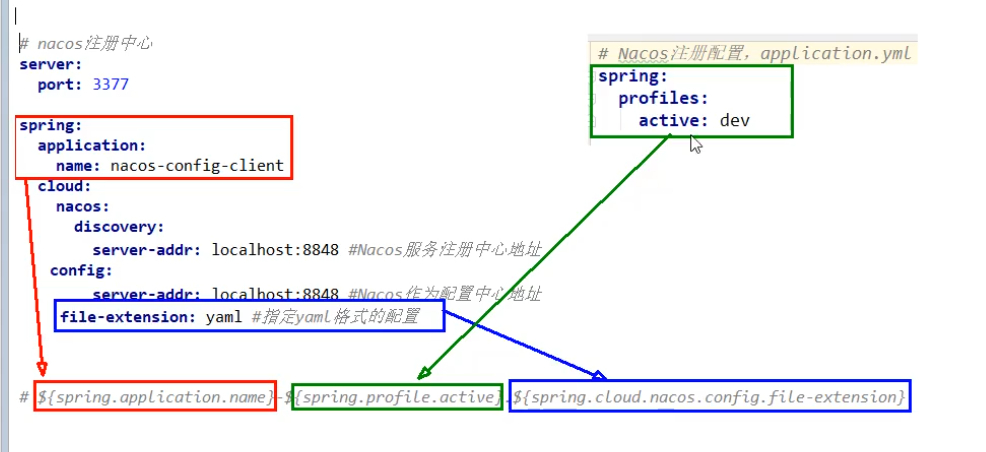 # nacos注册中心
server:
  port: 3377
spring:
  application:
    name: nacos-config-client
  cloud:
    nacos:
      discovery:
        server-addr: localhost:8848 #Nacos服务注册中心地址
      config:
        server-addr: localhost:8848 #Nacos作为配置中心地址
        file-extension: yaml #指定yaml格式的配置
# Nacos注册配置，application.yml
spring:
  profiles:
    active: dev
# ${spring.application.name}-${spring.profile.active}.${spring.cloud.nacos.config.file-extension}